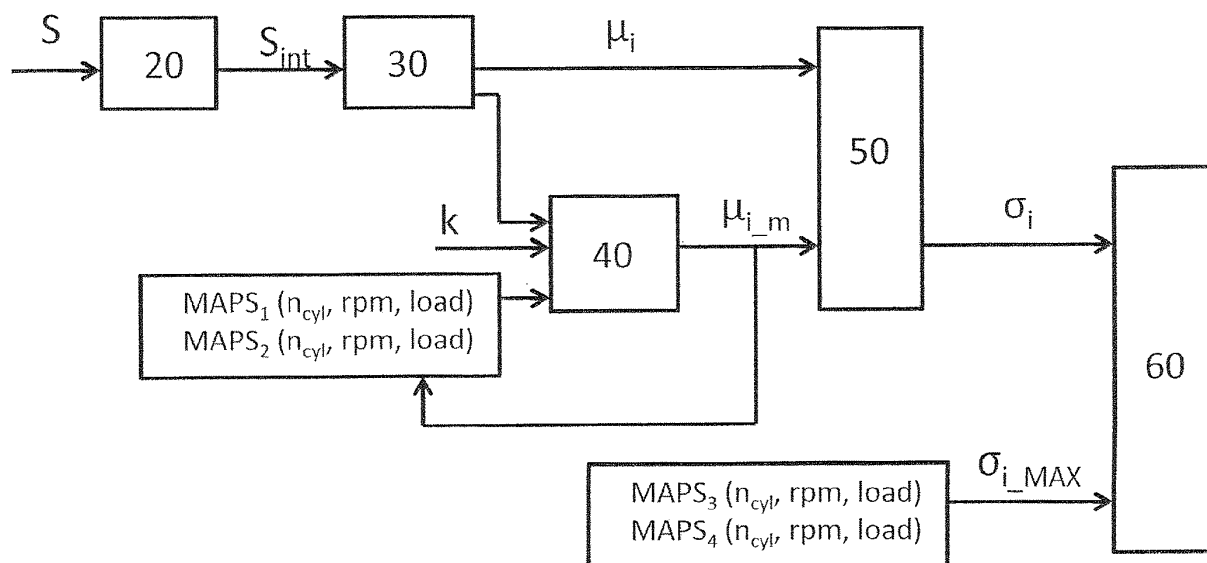 S
20
S_int
30
μ_i
50
k
40
μ_i_m
σ_i
MAPS_1 (n_cyl, rpm, load)
MAPS_2 (n_cyl, rpm, load)
60
MAPS_3 (n_cyl, rpm, load)
MAPS_4 (n_cyl, rpm, load)
σ_i_MAX